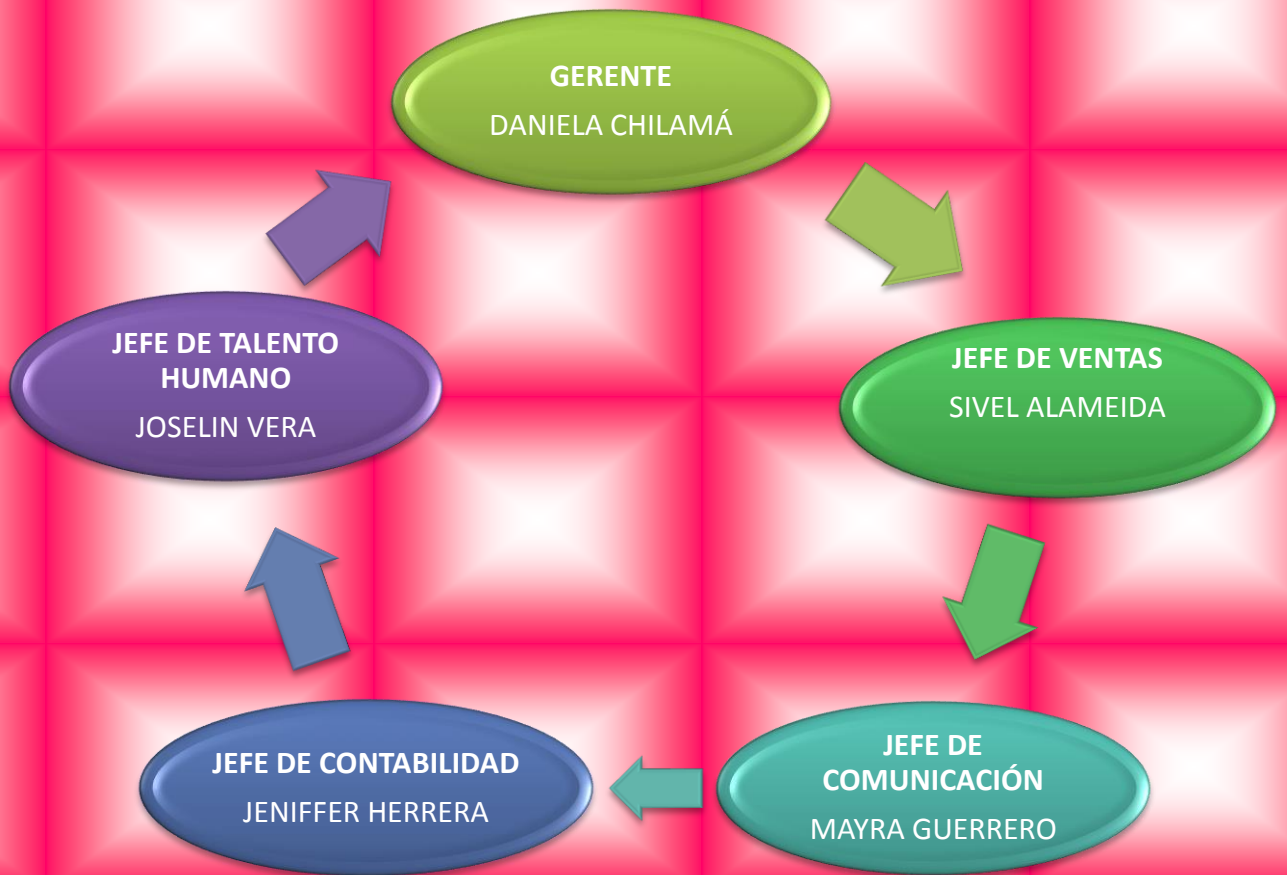 GERENTE
DANIELA CHILAMÁ
JEFE DE VENTAS
SIVEL ALAMEIDA
JEFE DE
COMUNICACIÓN
MAYRA GUERRERO
JEFE DE CONTABILIDAD
JENIFFER HERRERA
JEFE DE TALENTO
HUMANO
JOSELIN VERA